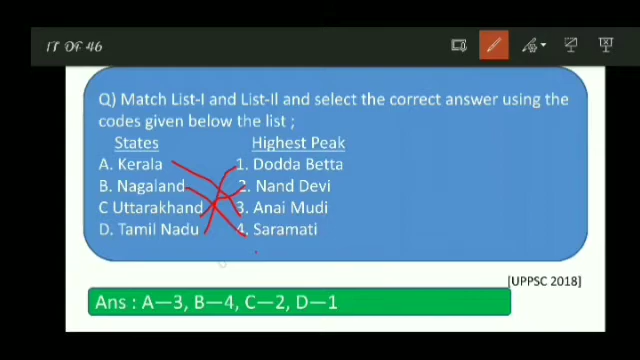 17 OF 46
Q) Match List-I and List-II and select the correct answer using the
codes given below the list ;
States Highest Peak
A. Kerala 1. Dodda Betta
B. Nagaland 2. Nand Devi
C Uttarakhand 3. Anai Mudi
D. Tamil Nadu 4. Saramati
[UPPSC 2018]
Ans : A—3, B—4, C—2, D—1